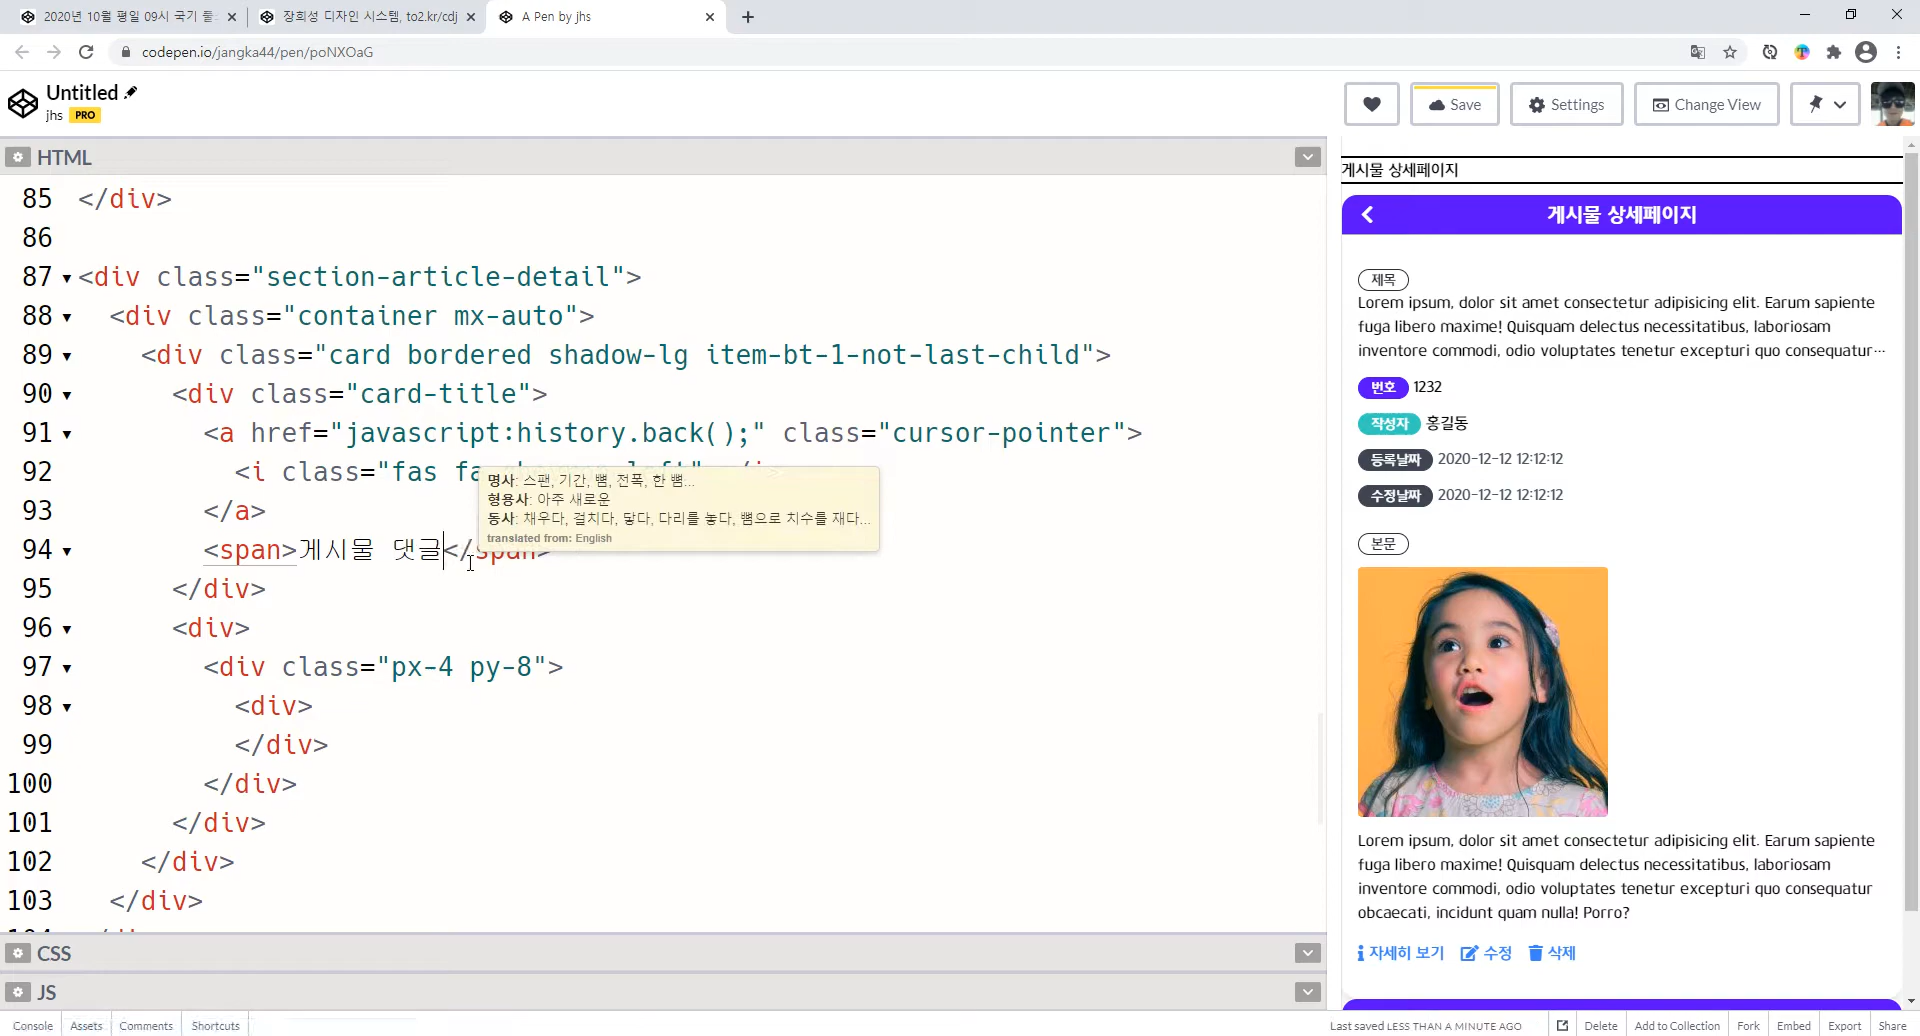 2020년 10월 평일 09시 국기
장희성 디자인 시스템, to2.kr/cdj
A Pen by jhs
codepen.io/jangka44/pen/poNXOaG
Untitled
jhs PRO
Save
Settings
Change View
HTML
85 </div>
86
87 <div class="section-article-detail">
88 <div class="container mx-auto">
89 <div class="card bordered shadow-lg item-bt-1-not-last-child">
90 <div class="card-title">
91 <a href="javascript:history.back();" class="cursor-pointer">
92 <i class="fas
93 </a>
94 <span>게시물 댓글</span>
95 </div>
96 <div>
97 <div class="px-4 py-8">
98 <div>
99 </div>
100 </div>
101 </div>
102 </div>
103 </div>
명사: 스팬, 기간, 뼘, 전폭, 한 뼘...
형용사: 아주 새로운
동사: 채우다, 걸치다, 닿다, 다리를 놓다, 뼘으로 치수를 재다...
translated from: English
CSS
JS
게시물 상세페이지
게시물 상세페이지
제목
Lorem ipsum, dolor sit amet consectetur adipisicing elit. Earum sapiente
fuga libero maxime! Quisquam delectus necessitatibus, laboriosam
inventore commodi, odio voluptates tenetur excepturi quo consequatur…
번호 1232
작성자 홍길동
등록날짜 2020-12-12 12:12:12
수정날짜 2020-12-12 12:12:12
본문
Lorem ipsum, dolor sit amet consectetur adipisicing elit. Earum sapiente
fuga libero maxime! Quisquam delectus necessitatibus, laboriosam
inventore commodi, odio voluptates tenetur excepturi quo consequatur
obcaecati, incidunt quam nulla! Porro?
자세히 보기 수정 삭제
Console Assets Comments Shortcuts
Last saved LESS THAN A MINUTE AGO Delete Add to Collection Fork Embed Export Share